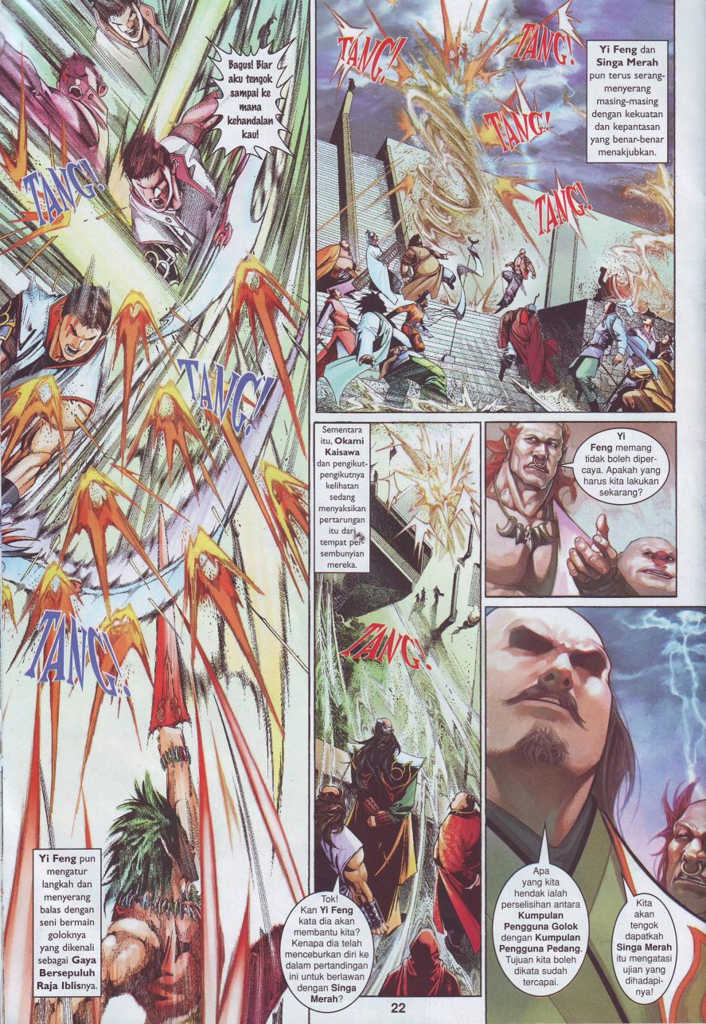 Bagus! Biar
aku tengok
sampai ke
mana
kehandalan
kau!
TANG!
TANG!
TANG!
Yi Feng pun
mengatur
langkah dan
menyerang
balas dengan
seni bermain
goloknya
yang dikenali
sebagai Gaya
Bersepuluh
Raja Iblisnya.
TANG!
TANG!
TANG!
TANG!
Yi Feng dan
Singa Merah
pun terus serang-
menyerang
masing-masing
dengan kekuatan
dan kepantasan
yang benar-benar
menakjubkan.
Sementara
itu, Okami
Kaisawa
dan pengikut-
pengikutnya
kelihatan
sedang
menyaksikan
pertarungan
itu dari
tempat per-
sembunyian
mereka.
TANG!
Tok!
Kan Yi Feng
kata dia akan
membantu kita?
Kenapa dia telah
menceburkan diri ke
dalam pertandingan
ini untuk berlawan
dengan Singa
Merah?
Yi
Feng memang
tidak boleh diper-
caya. Apakah yang
harus kita lakukan
sekarang?
Apa
yang kita
hendak ialah
perselisihan antara
Kumpulan
Pengguna Golok
dengan Kumpulan
Pengguna Pedang.
Tujuan kita boleh
dikata sudah
tercapai.
Kita
akan
tengok
dapatkah
Singa Merah
itu mengatasi
ujian yang
dihadapi-
nya!
22